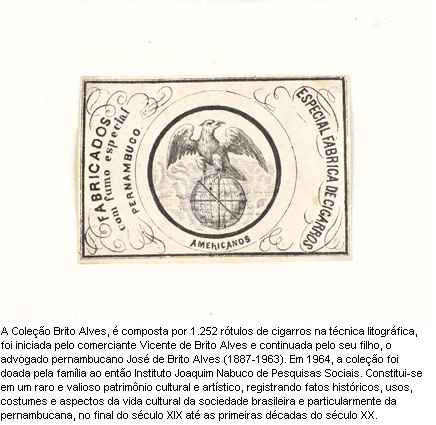 FABRICADOS
com fumo especial
PERNAMBUCO
AMERICANOS
ESPECIAL FABRICA DE CIGARROS
A Coleção Brito Alves, é composta por 1.252 rótulos de cigarros na técnica litográfica,
foi iniciada pelo comerciante Vicente de Brito Alves e continuada pelo seu filho, o
advogado pernambucano José de Brito Alves (1887-1963). Em 1964, a coleção foi
doada pela família ao então Instituto Joaquim Nabuco de Pesquisas Sociais. Constitui-se
em um raro e valioso patrimônio cultural e artístico, registrando fatos históricos, usos,
costumes e aspectos da vida cultural da sociedade brasileira e particularmente da
pernambucana, no final do século XIX até as primeiras décadas do século XX.